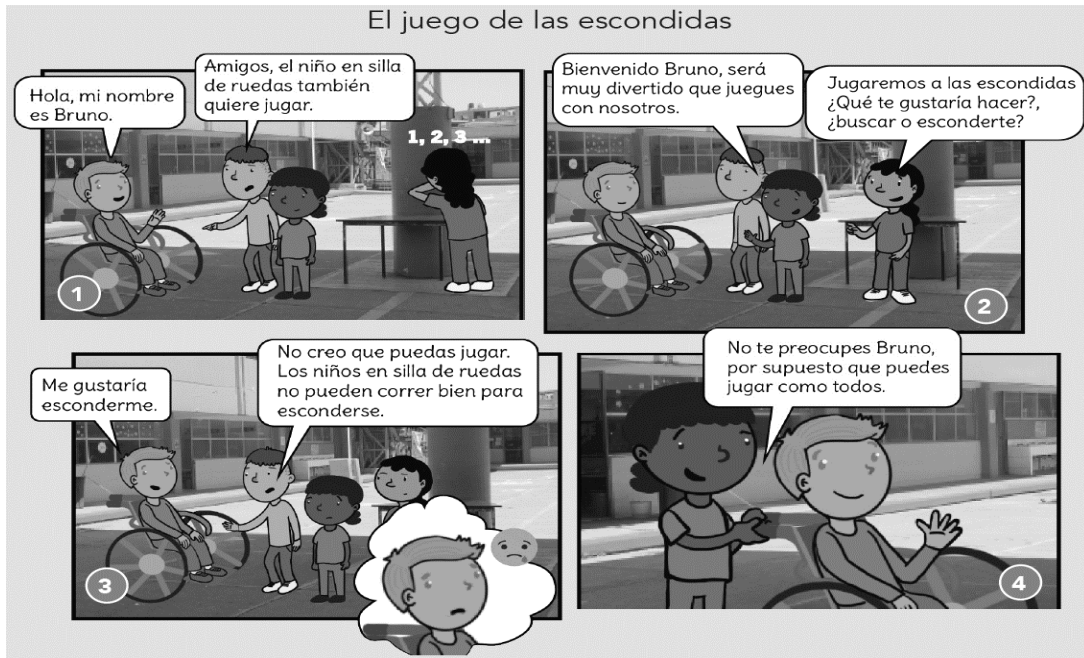 El juego de las escondidas
Hola, mi nombre
es Bruno.
Amigos, el niño en silla
de ruedas también
quiere jugar.
1, 2, 3 ...
1
Bienvenido Bruno, será
muy divertido que juegues
con nosotros.
Jugaremos a las escondidas
¿Qué te gustaría hacer?,
¿buscar o esconderte?
2
Me gustaría
esconderme.
No creo que puedas jugar.
Los niños en silla de ruedas
no pueden correr bien para
esconderse.
3
No te preocupes Bruno,
por supuesto que puedes
jugar como todos.
4